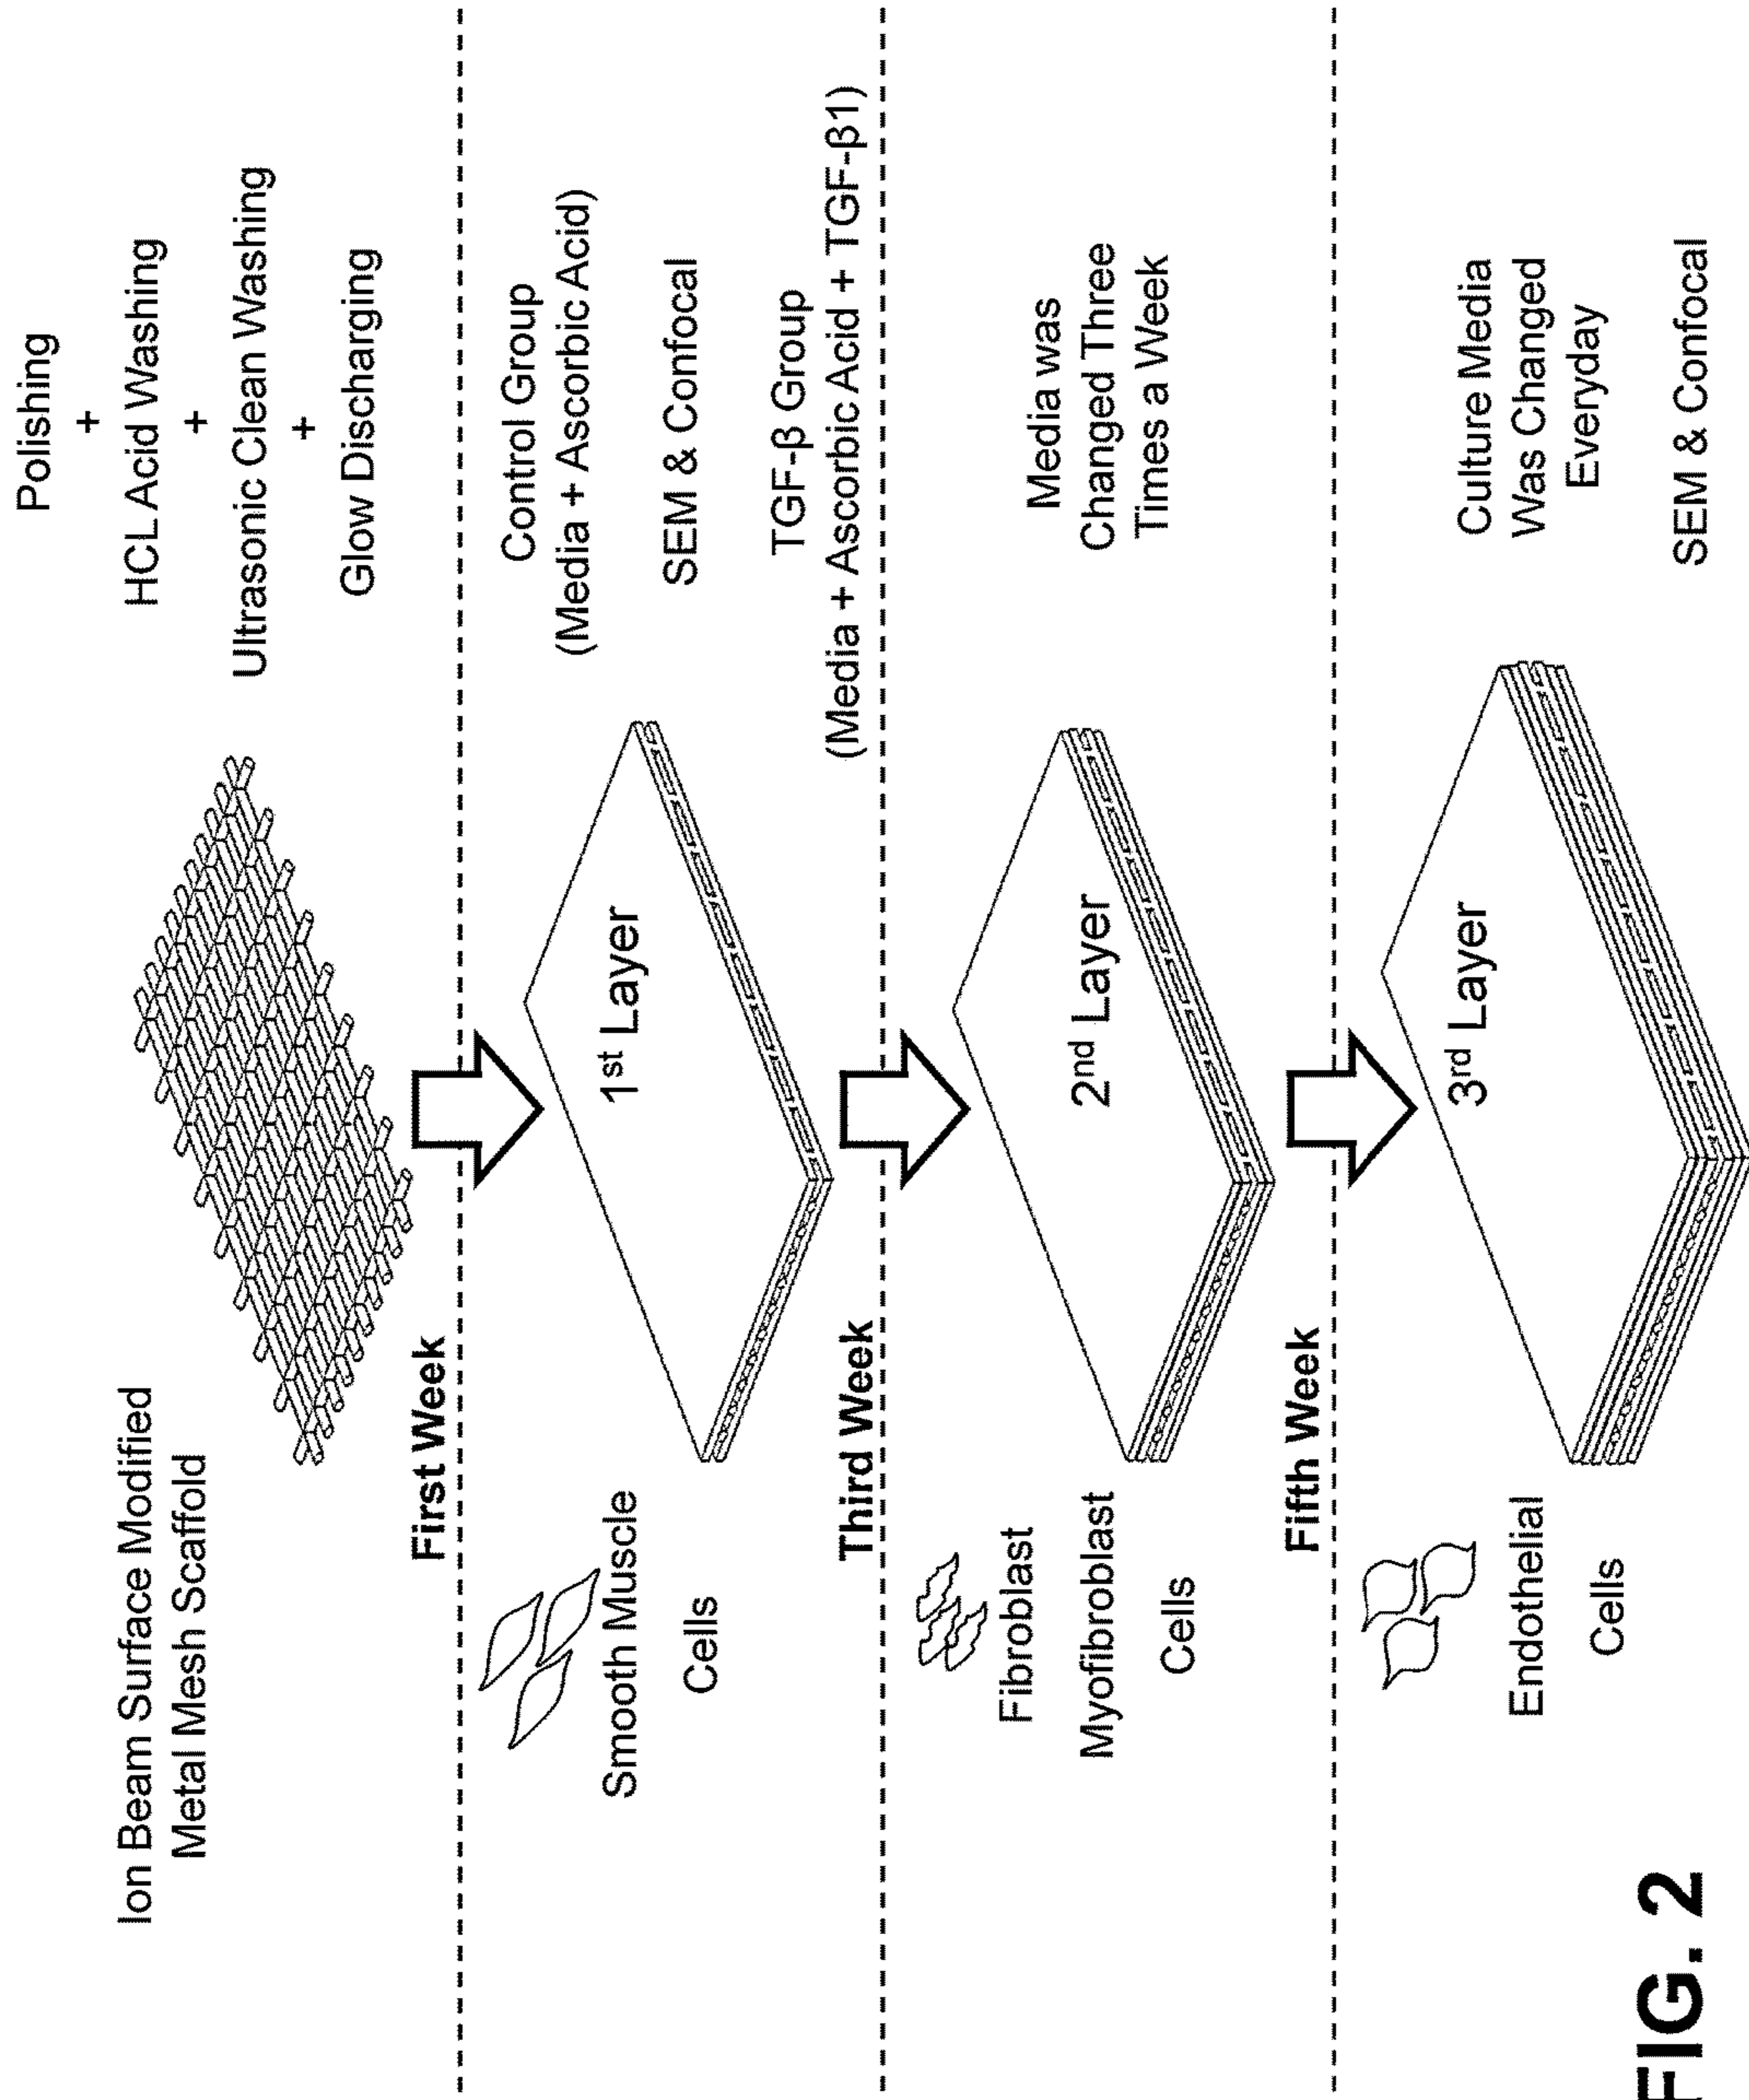 Ion Beam Surface Modified
Metal Mesh Scaffold
Polishing
+
HCL Acid Washing
+
Ultrasonic Clean Washing
+
Glow Discharging
First Week
Smooth Muscle
Cells
1st Layer
Control Group
(Media + Ascorbic Acid)
SEM & Confocal
TGF-β Group
(Media + Ascorbic Acid + TGF-β1)
Third Week
Fibroblast
Myofibroblast
Cells
2nd Layer
Media was
Changed Three
Times a Week
Fifth Week
Endothelial
Cells
3rd Layer
Culture Media
Was Changed
Everyday
SEM & Confocal
FIG. 2